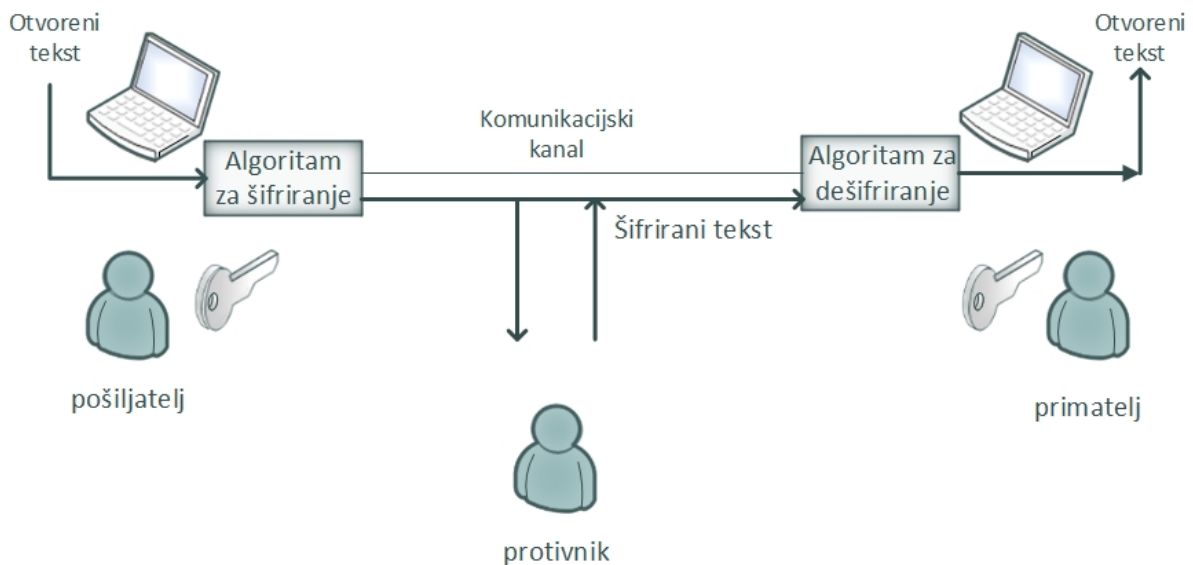 Otvoreni
tekst
Otvoreni
tekst
Komunikacijski
kanal
Algoritam
za šifriranje
Algoritam za
dešifriranje
Šifrirani tekst
pošiljatelj
primatelj
protivnik